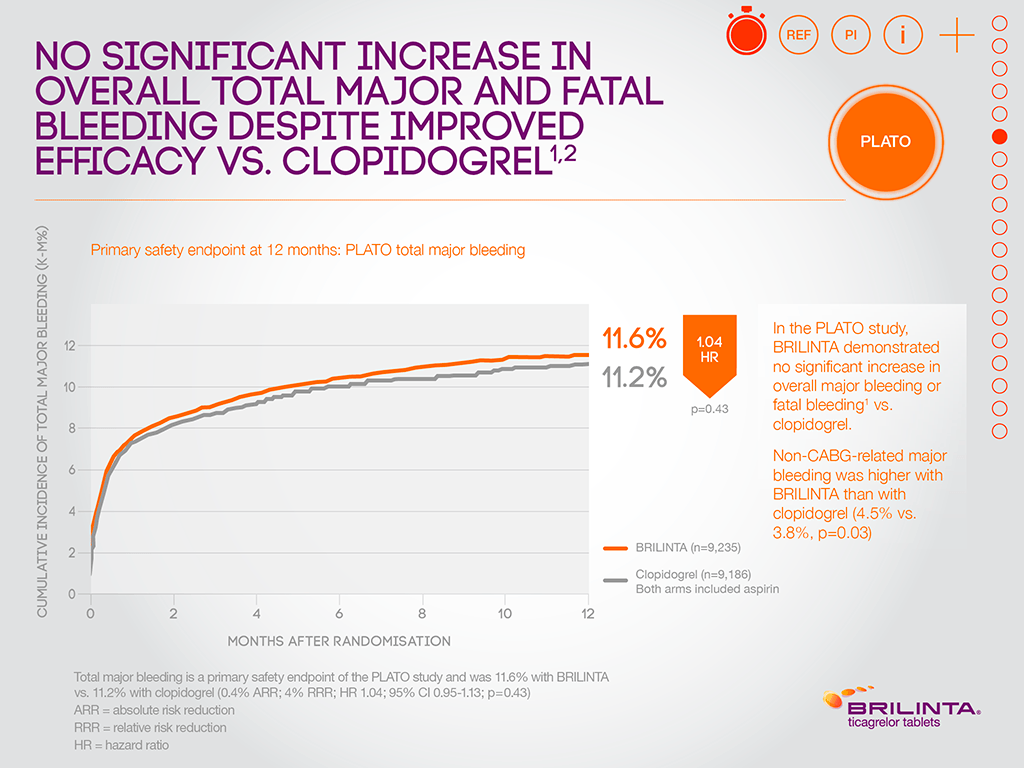 REF
PI
i
NO SIGNIFICANT INCREASE IN
OVERALL TOTAL MAJOR AND FATAL
BLEEDING DESPITE IMPROVED
EFFICACY VS. CLOPIDOGREL1,2
PLATO
Primary safety endpoint at 12 months: PLATO total major bleeding
CUMULATIVE INCIDENCE OF TOTAL MAJOR BLEEDING (K-M%)
12
10
8
6
4
2
0
0 2 4 6 8 10 12
MONTHS AFTER RANDOMISATION
11.6%
11.2%
1.04
HR
p=0.43
BRILINTA (n=9,235)
Clopidogrel (n=9,186)
Both arms included aspirin
In the PLATO study,
BRILINTA demonstrated
no significant increase in
overall major bleeding or
fatal bleeding1 vs.
clopidogrel.
Non-CABG-related major
bleeding was higher with
BRILINTA than with
clopidogrel (4.5% vs.
3.8%, p=0.03)
Total major bleeding is a primary safety endpoint of the PLATO study and was 11.6% with BRILINTA
vs. 11.2% with clopidogrel (0.4% ARR; 4% RRR; HR 1.04; 95% CI 0.95-1.13; p=0.43)
ARR = absolute risk reduction
RRR = relative risk reduction
HR = hazard ratio
BRILINTA®
ticagrelor tablets